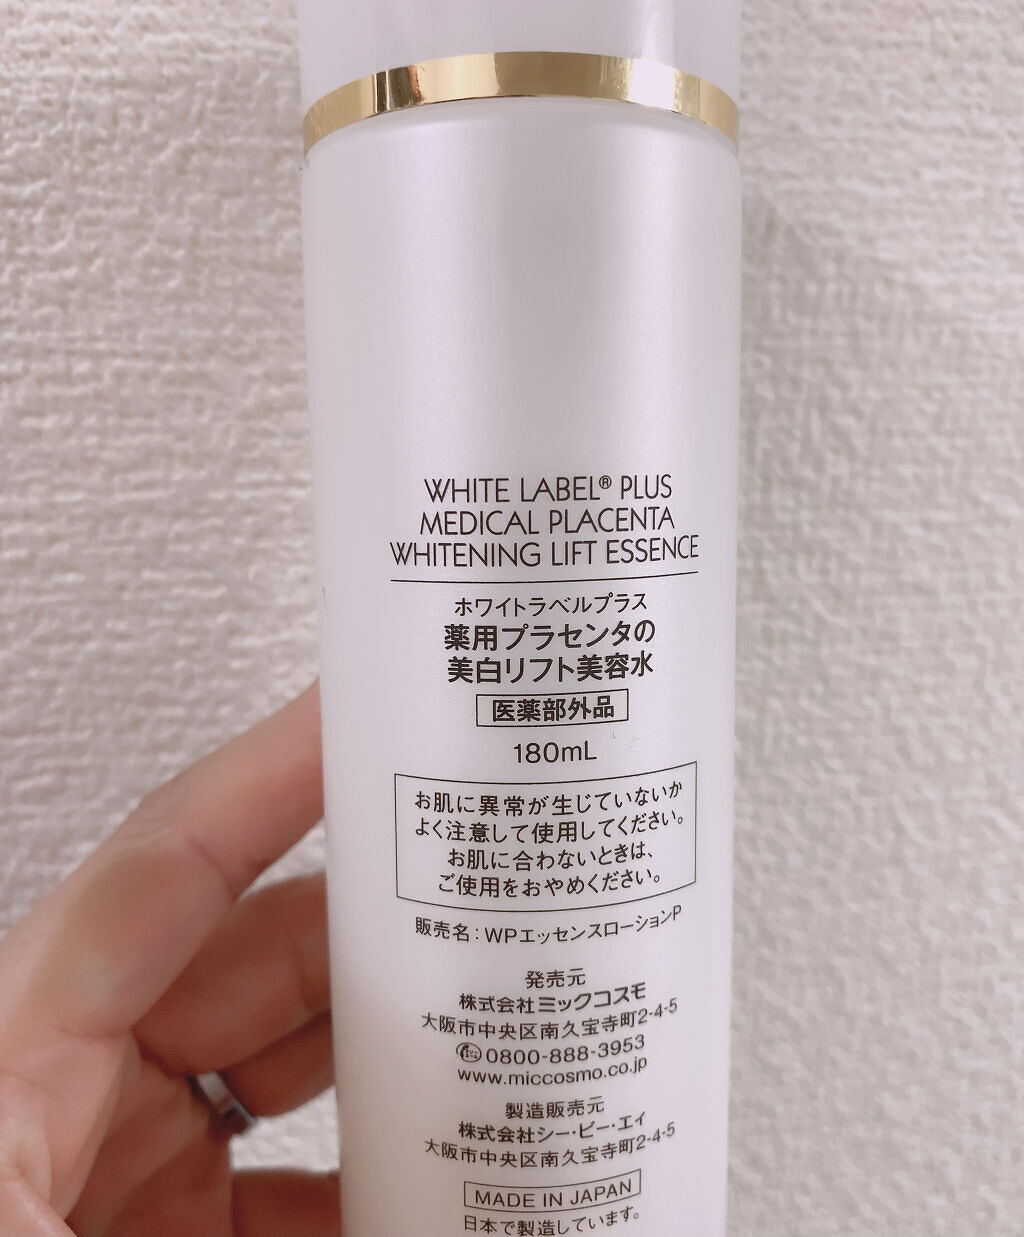 WHITE LABEL® PLUS
MEDICAL PLACENTA
WHITENING LIFT ESSENCE
ホワイトラベルプラス
薬用プラセンタの
美白リフト美容水
医薬部外品
180mL
お肌に異常が生じていないか
よく注意して使用してください。
お肌に合わないときは、
ご使用をおやめください。
販売名：WPエッセンスローションP
発売元
株式会社ミックコスモ
大阪市中央区南久宝寺町2-4-5
0800-888-3953
www.miccosmo.co.jp
製造販売元
株式会社シー・ビー・エイ
大阪市中央区南久宝寺町2-4-5
MADE IN JAPAN
日本で製造しています。